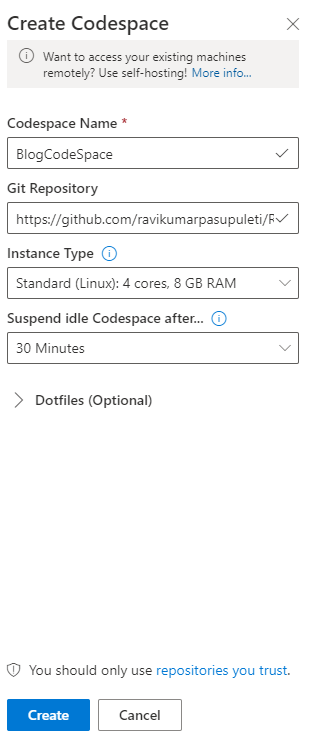 Create Codespace
Want to access your existing machines
remotely? Use self-hosting! More info...
Codespace Name *
BlogCodeSpace
Git Repository
https://github.com/ravikumarpasupuleti/R
Instance Type
Standard (Linux): 4 cores, 8 GB RAM
Suspend idle Codespace after...
30 Minutes
Dotfiles (Optional)
You should only use repositories you trust.
Create Cancel